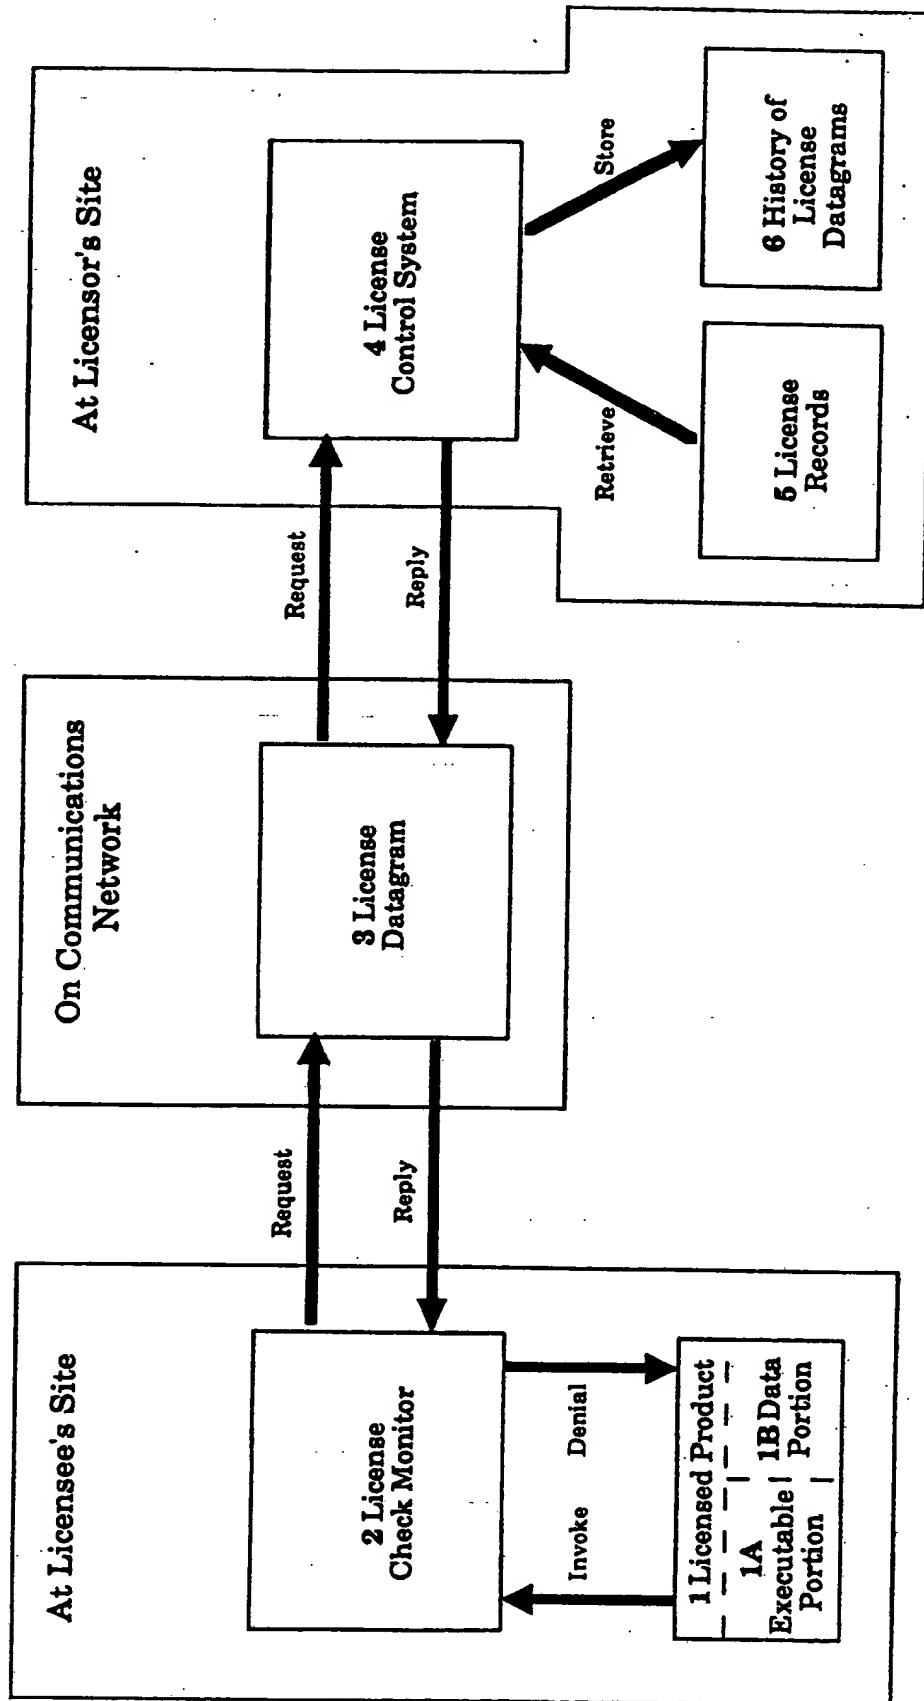 At Licensee's Site
2 License
Check Monitor
Invoke
Denial
1 Licensed Product
1A
Executable
Portion
1B Data
Portion
Request
Reply
On Communications
Network
3 License
Datagram
Request
Reply
At Licensor's Site
4 License
Control System
Retrieve
Store
5 License
Records
6 History of
License
Datagrams